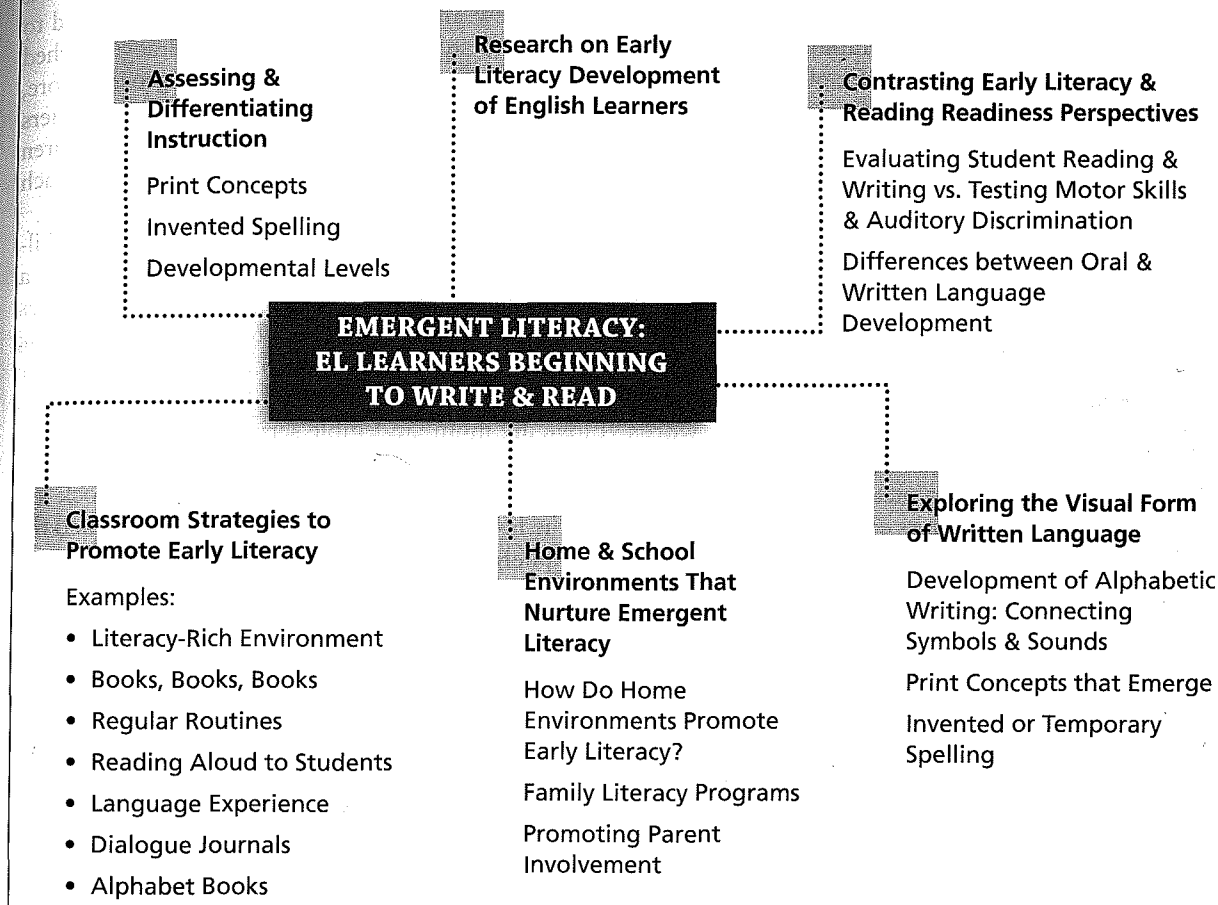 Assessing &
Differentiating
Instruction
Print Concepts
Invented Spelling
Developmental Levels
Research on Early
Literacy Development
of English Learners
Contrasting Early Literacy &
Reading Readiness Perspectives
Evaluating Student Reading &
Writing vs. Testing Motor Skills
& Auditory Discrimination
Differences between Oral &
Written Language
Development
EMERGENT LITERACY:
EL LEARNERS BEGINNING
TO WRITE & READ
Classroom Strategies to
Promote Early Literacy
Examples:
• Literacy-Rich Environment
• Books, Books, Books
• Regular Routines
• Reading Aloud to Students
• Language Experience
• Dialogue Journals
• Alphabet Books
Home & School
Environments That
Nurture Emergent
Literacy
How Do Home
Environments Promote
Early Literacy?
Family Literacy Programs
Promoting Parent
Involvement
Exploring the Visual Form
of Written Language
Development of Alphabetic
Writing: Connecting
Symbols & Sounds
Print Concepts that Emerge
Invented or Temporary
Spelling